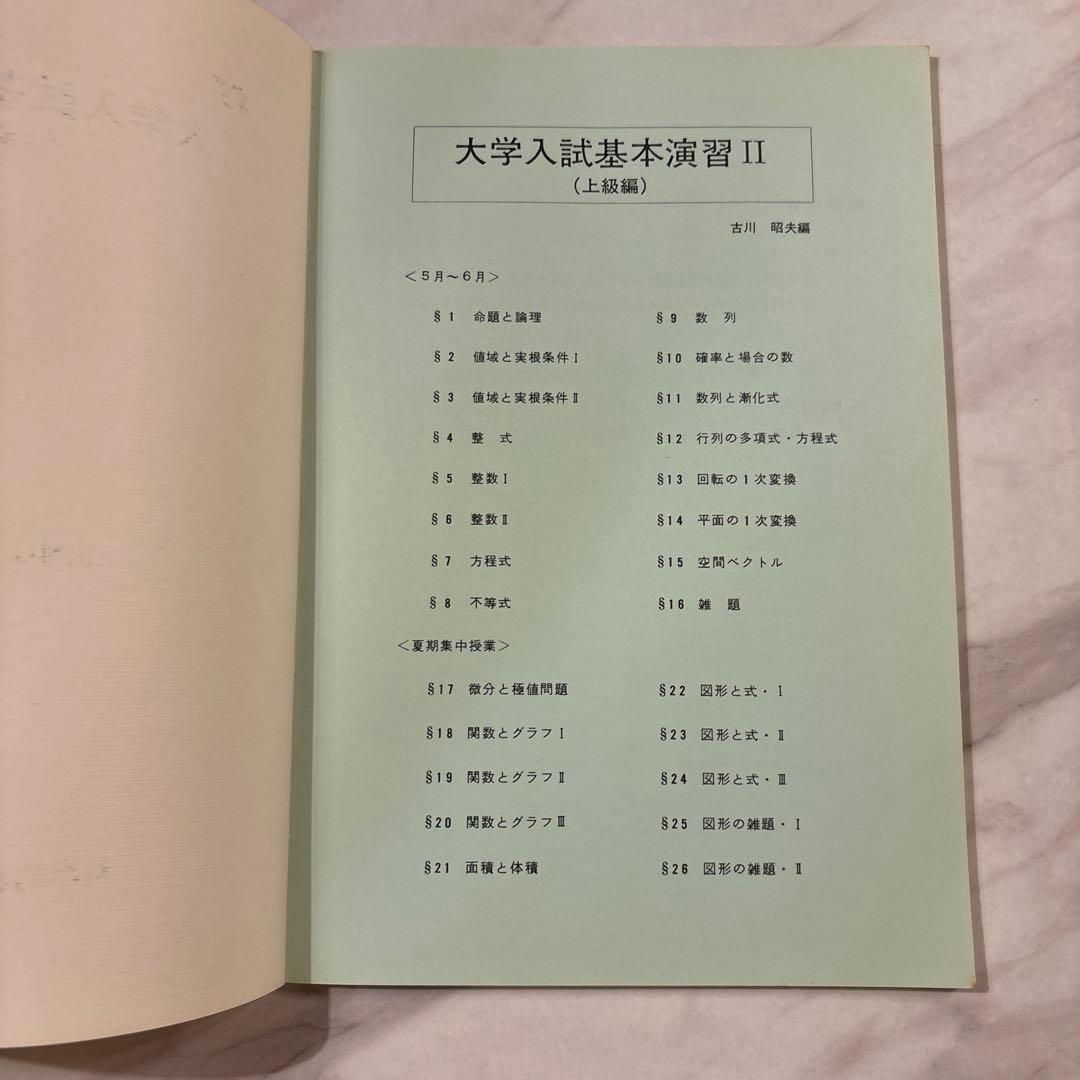 大学入試基本演習 II
(上級編)
古川 昭夫編
<5月~6月>
§1 命題と論理
§2 値域と実根条件Ⅰ
§3 値域と実根条件Ⅱ
§4 整 式
§5 整数Ⅰ
§6 整数Ⅱ
§7 方程式
§8 不等式
§9 数 列
§10 確率と場合の数
§11 数列と漸化式
§12 行列の多項式・方程式
§13 回転の1次変換
§14 平面の1次変換
§15 空間ベクトル
§16 雑 題
<夏期集中授業>
§17 微分と極値問題
§18 関数とグラフⅠ
§19 関数とグラフⅡ
§20 関数とグラフⅢ
§21 面積と体積
§22 図形と式・Ⅰ
§23 図形と式・Ⅱ
§24 図形と式・Ⅲ
§25 図形の雑題・Ⅰ
§26 図形の雑題・Ⅱ